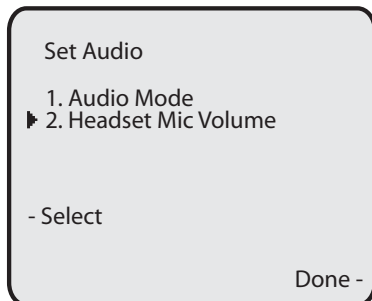 Set Audio
1. Audio Mode
2. Headset Mic Volume
- Select
Done -